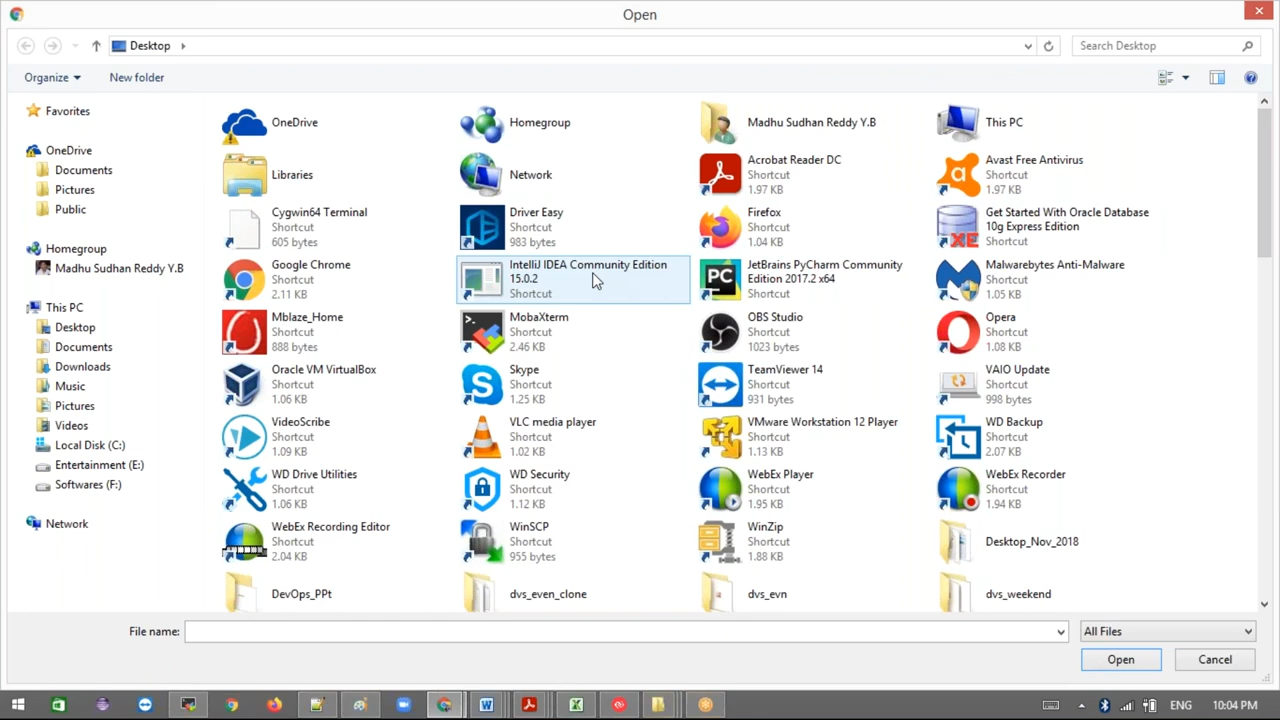 Open
Desktop
Search Desktop
Organize
New folder
Favorites
OneDrive
Documents
Pictures
Public
Homegroup
Madhu Sudhan Reddy Y.B
This PC
Desktop
Documents
Downloads
Music
Pictures
Videos
Local Disk (C:)
Entertainment (E:)
Softwares (F:)
Network
OneDrive
Homegroup
Madhu Sudhan Reddy Y.B
This PC
Libraries
Network
Acrobat Reader DC
Shortcut
1.97 KB
Avast Free Antivirus
Shortcut
1.97 KB
Cygwin64 Terminal
Shortcut
605 bytes
Driver Easy
Shortcut
983 bytes
Firefox
Shortcut
1.04 KB
Get Started With Oracle Database
10g Express Edition
Shortcut
XE
Google Chrome
Shortcut
2.11 KB
IntelliJ IDEA Community Edition
15.0.2
Shortcut
PC
JetBrains PyCharm Community
Edition 2017.2 x64
Shortcut
Malwarebytes Anti-Malware
Shortcut
1.05 KB
Mblaze_Home
Shortcut
888 bytes
MobaXterm
Shortcut
2.46 KB
OBS Studio
Shortcut
1023 bytes
Opera
Shortcut
1.08 KB
Oracle VM VirtualBox
Shortcut
1.06 KB
Skype
Shortcut
1.25 KB
TeamViewer 14
Shortcut
931 bytes
VAIO Update
Shortcut
998 bytes
VideoScribe
Shortcut
1.09 KB
VLC media player
Shortcut
1.02 KB
VMware Workstation 12 Player
Shortcut
1.13 KB
WD Backup
Shortcut
2.07 KB
WD Drive Utilities
Shortcut
1.06 KB
WD Security
Shortcut
1.12 KB
WebEx Player
Shortcut
1.95 KB
WebEx Recorder
Shortcut
1.94 KB
WebEx Recording Editor
Shortcut
2.04 KB
WinSCP
Shortcut
955 bytes
WinZip
Shortcut
1.88 KB
Desktop_Nov_2018
DevOps_PPt
dvs_even_clone
dvs_evn
dvs_weekend
File name:
All Files
Open
Cancel
ENG
10:04 PM